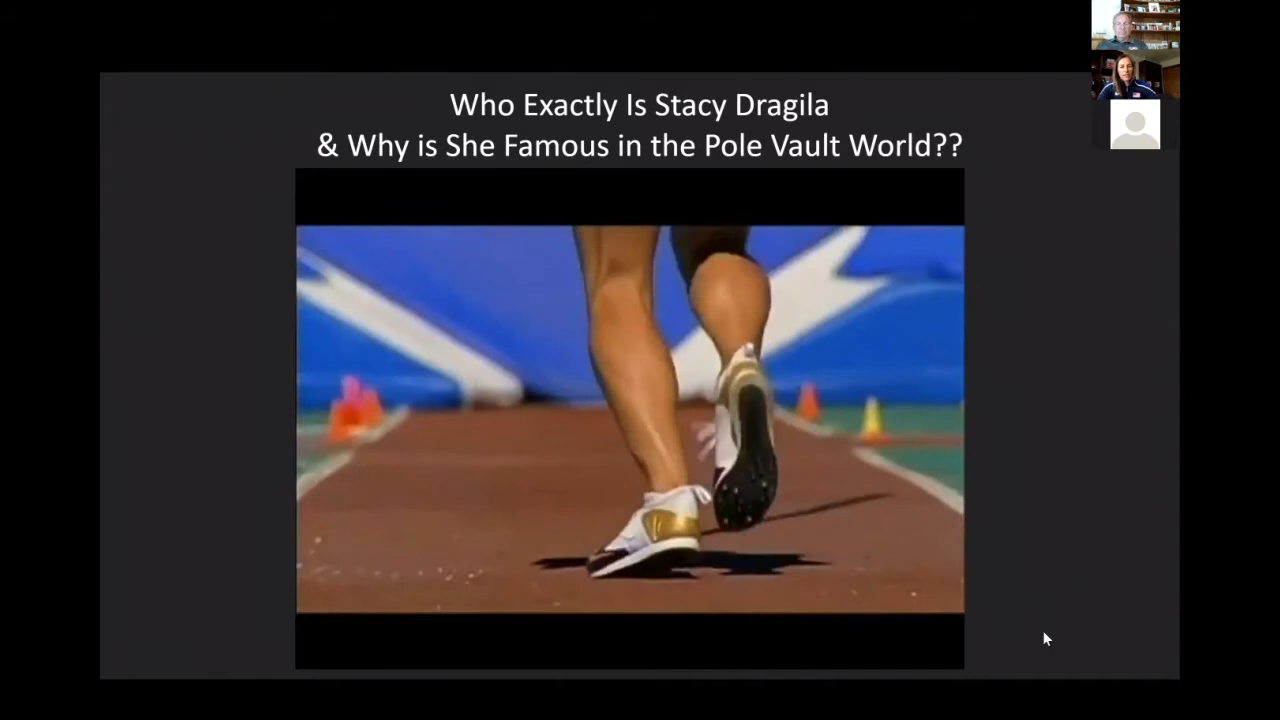 Who Exactly Is Stacy Dragila
& Why is She Famous in the Pole Vault World??